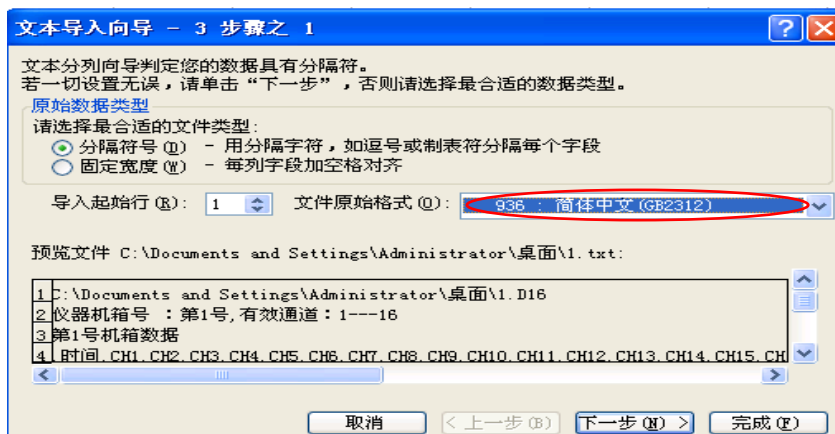 文本导入向导 - 3 步骤之 1
文本分列向导判定您的数据具有分隔符。
若一切设置无误，请单击“下一步”，否则请选择最合适的数据类型。
原始数据类型
请选择最合适的文件类型:
分隔符号(D) - 用分隔字符，如逗号或制表符分隔每个字段
固定宽度(W) - 每列字段加空格对齐
导入起始行(R): 1 文件原始格式(O): 936 : 简体中文(GB2312)
预览文件 C:\Documents and Settings\Administrator\桌面\1.txt:
1 C:\Documents and Settings\Administrator\桌面\1.D16
2 仪器机箱号 ：第1号,有效通道：1---16
3 第1号机箱数据
4 时间,CH1,CH2,CH3,CH4,CH5,CH6,CH7,CH8,CH9,CH10,CH11,CH12,CH13,CH14,CH15,CH
取消 < 上一步(B) 下一步(N) > 完成(F)